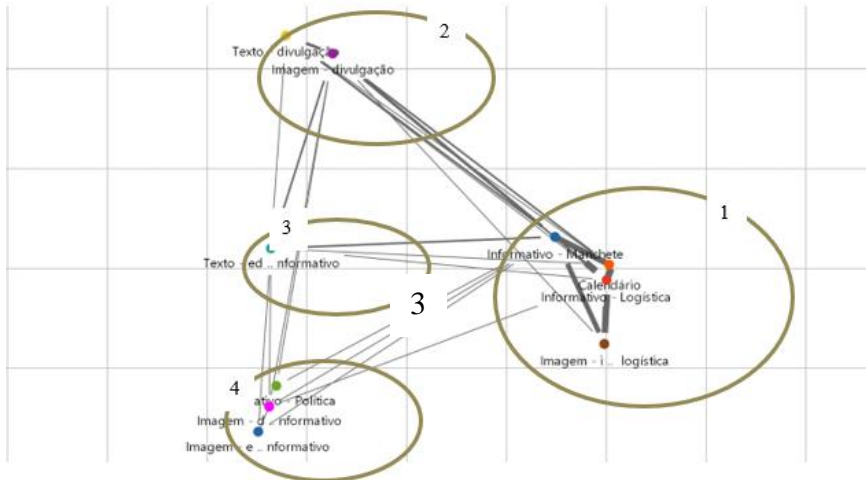 2
Texto - divulgação
Imagem - divulgação
1
3
Informativo - Manchete
Texto - ed .. nformativo
Calendário
Informativo - Logística
3
Imagem - i .. logística
4
ativo - Política
Imagem - d .. nformativo
Imagem - e .. nformativo